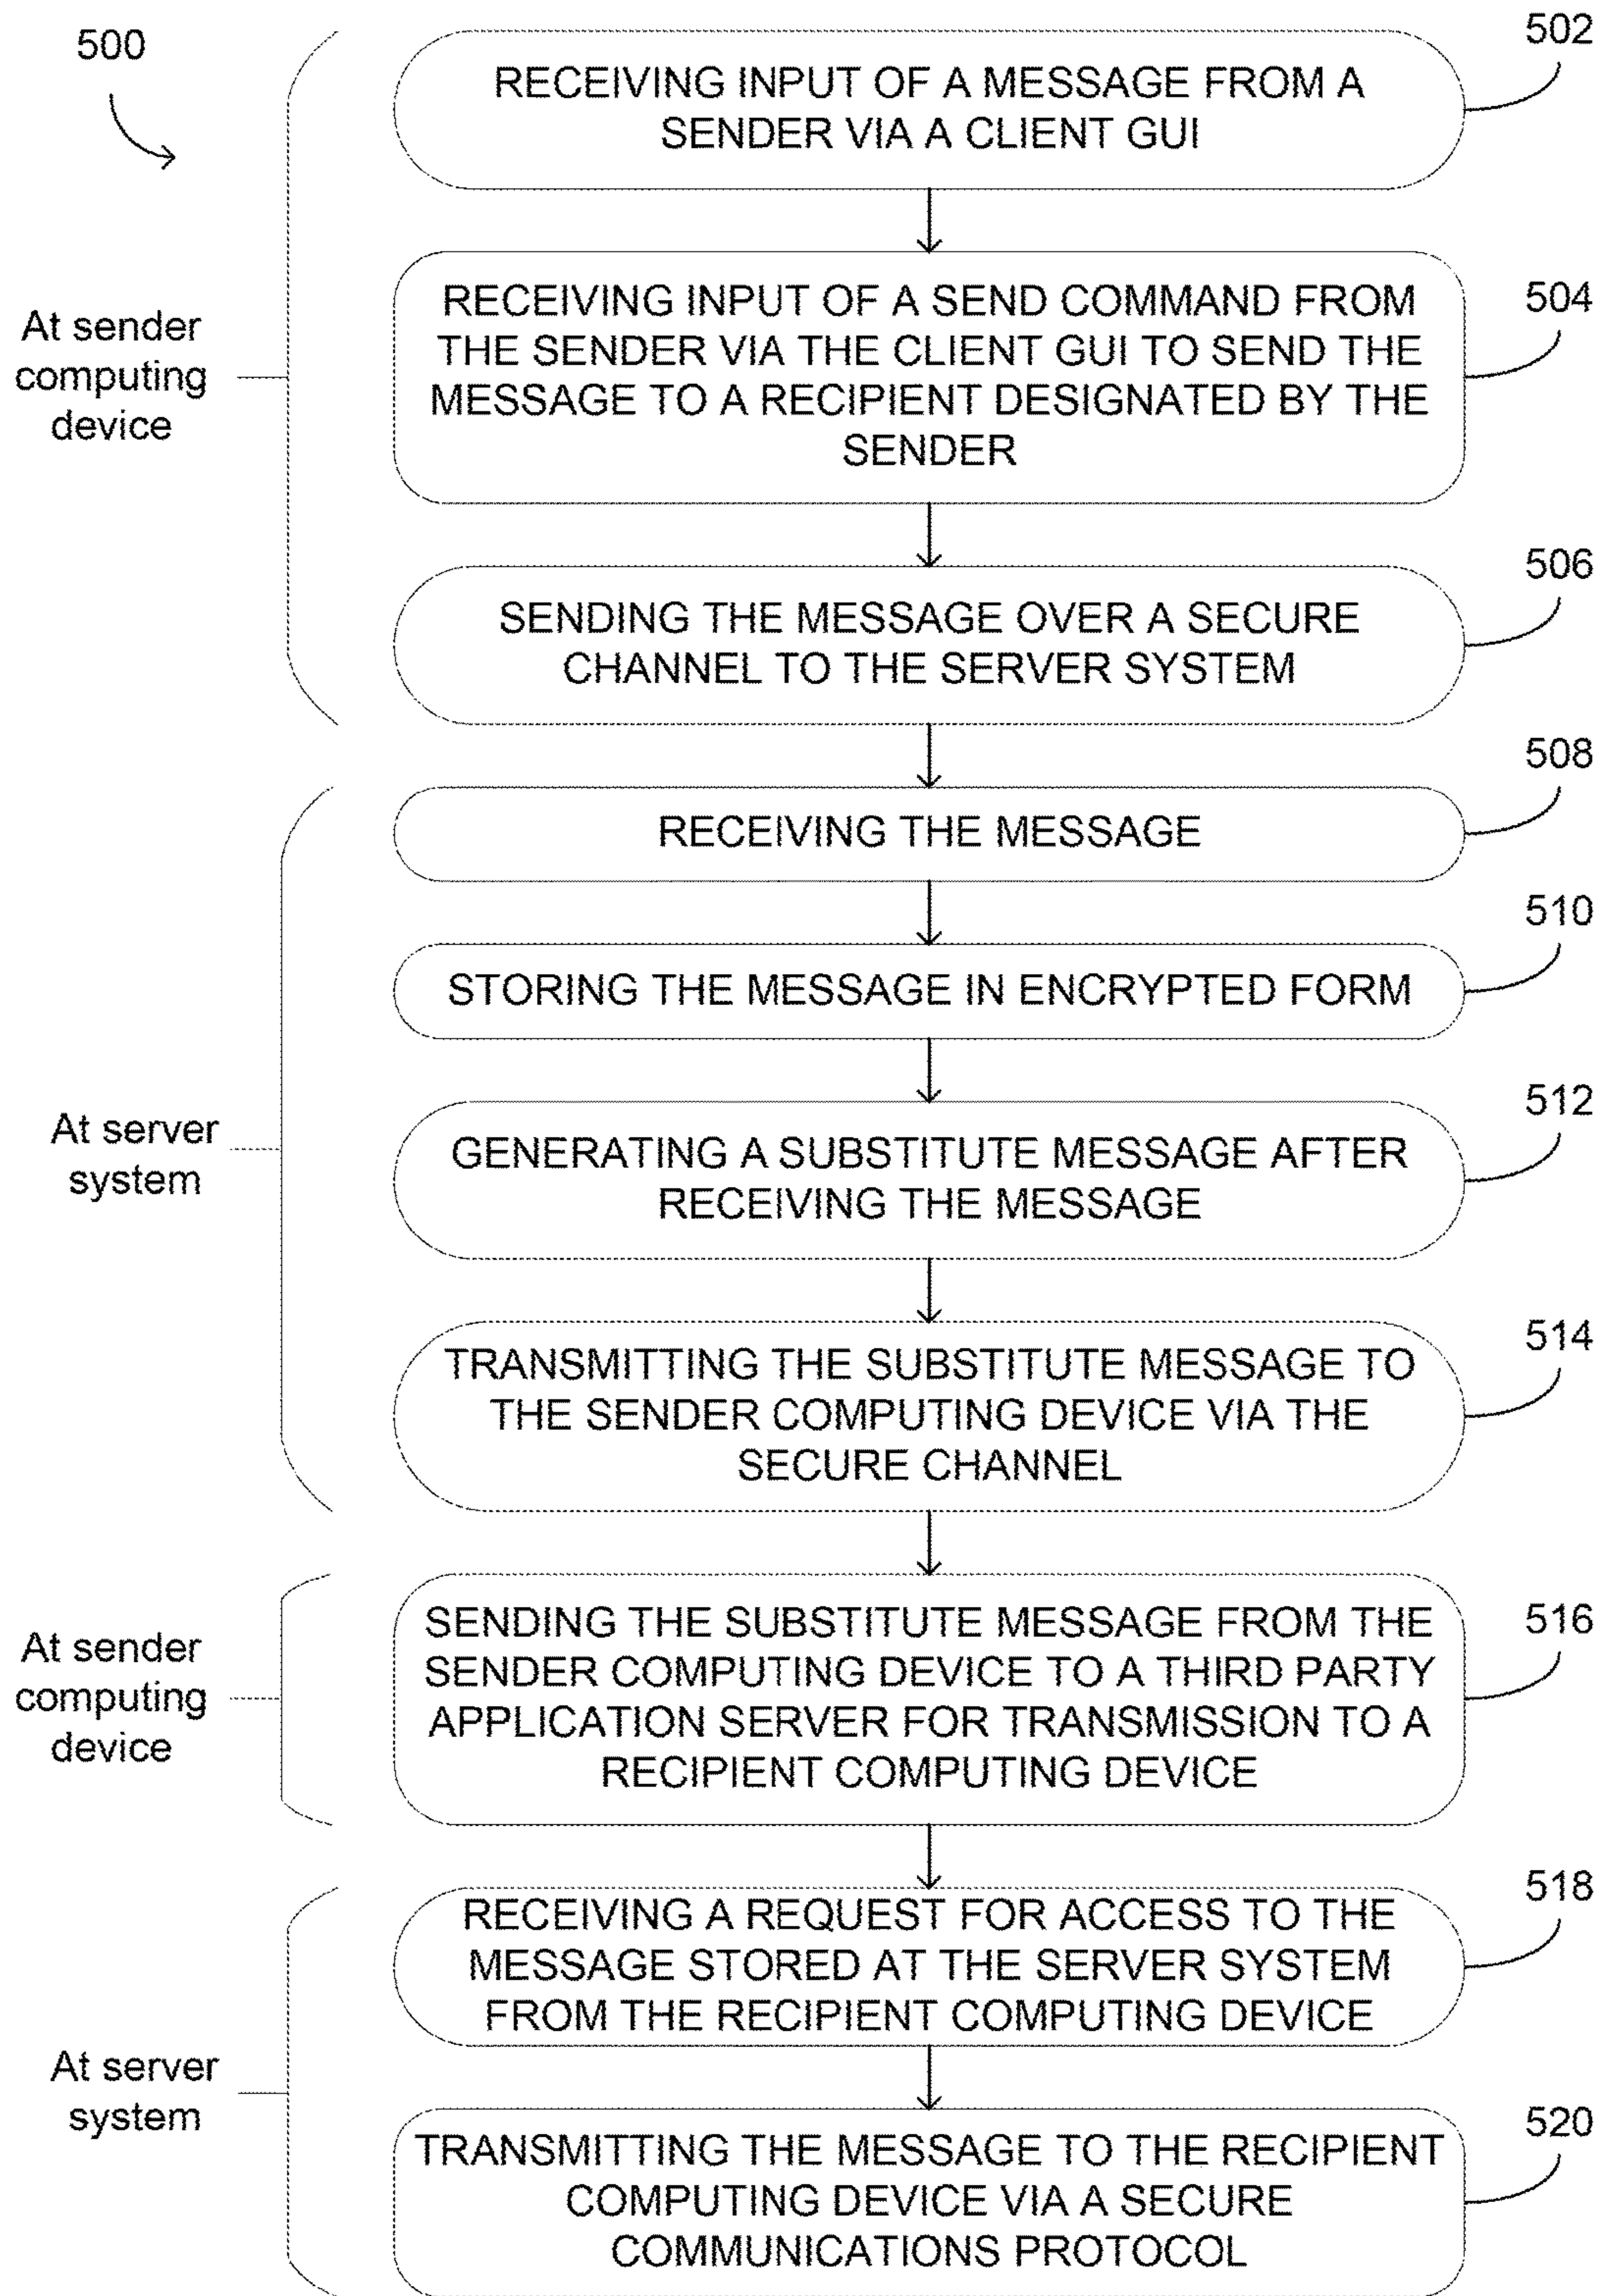 500
502
RECEIVING INPUT OF A MESSAGE FROM A
SENDER VIA A CLIENT GUI
504
RECEIVING INPUT OF A SEND COMMAND FROM
THE SENDER VIA THE CLIENT GUI TO SEND THE
MESSAGE TO A RECIPIENT DESIGNATED BY THE
SENDER
At sender
computing
device
506
SENDING THE MESSAGE OVER A SECURE
CHANNEL TO THE SERVER SYSTEM
508
RECEIVING THE MESSAGE
510
STORING THE MESSAGE IN ENCRYPTED FORM
At server
system
512
GENERATING A SUBSTITUTE MESSAGE AFTER
RECEIVING THE MESSAGE
514
TRANSMITTING THE SUBSTITUTE MESSAGE TO
THE SENDER COMPUTING DEVICE VIA THE
SECURE CHANNEL
At sender
computing
device
516
SENDING THE SUBSTITUTE MESSAGE FROM THE
SENDER COMPUTING DEVICE TO A THIRD PARTY
APPLICATION SERVER FOR TRANSMISSION TO A
RECIPIENT COMPUTING DEVICE
518
RECEIVING A REQUEST FOR ACCESS TO THE
MESSAGE STORED AT THE SERVER SYSTEM
FROM THE RECIPIENT COMPUTING DEVICE
At server
system
520
TRANSMITTING THE MESSAGE TO THE RECIPIENT
COMPUTING DEVICE VIA A SECURE
COMMUNICATIONS PROTOCOL